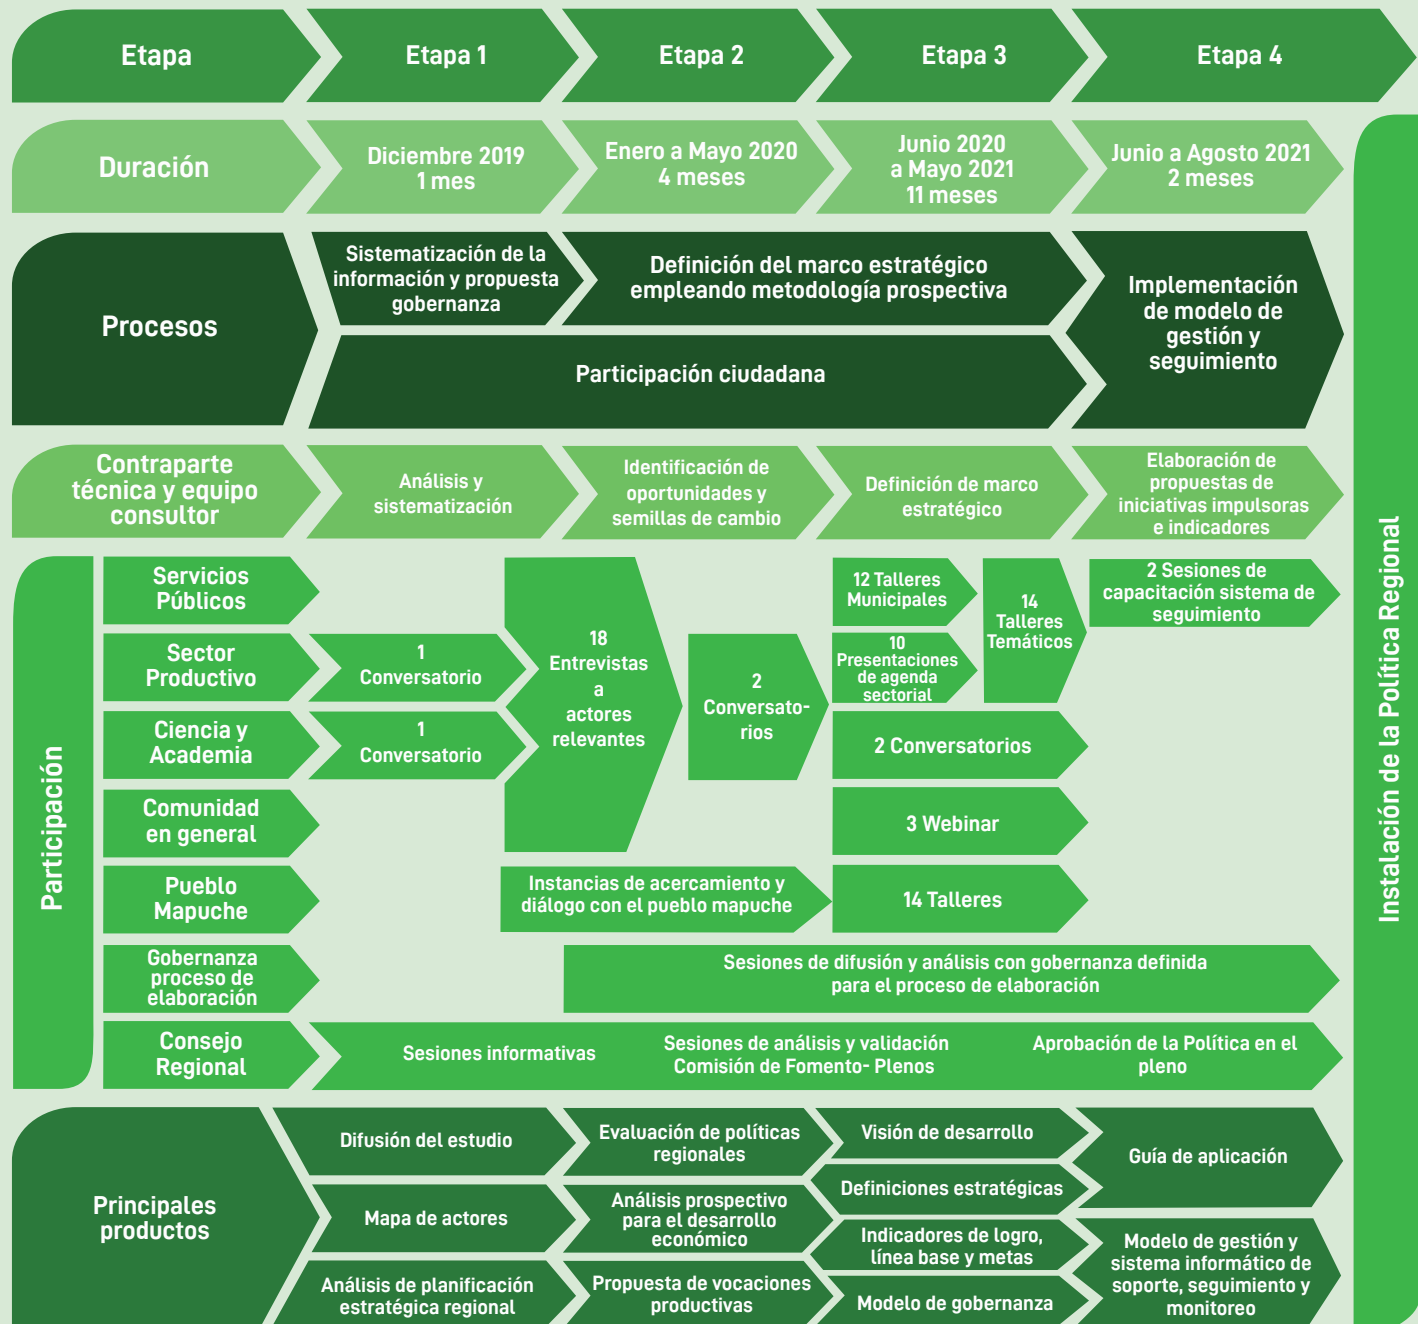 Etapa
Etapa 1
Etapa 2
Etapa 3
Etapa 4
Duración
Diciembre 2019
1 mes
Enero a Mayo 2020
4 meses
Junio 2020
a Mayo 2021
11 meses
Junio a Agosto 2021
2 meses
Procesos
Sistematización de la
información y propuesta
gobernanza
Definición del marco estratégico
empleando metodología prospectiva
Participación ciudadana
Implementación
de modelo de
gestión y
seguimiento
Contraparte
técnica y equipo
consultor
Análisis y
sistematización
Identificación de
oportunidades y
semillas de cambio
Definición de marco
estratégico
Elaboración de
propuestas de
iniciativas impulsoras
e indicadores
Participación
Servicios
Públicos
Sector
Productivo
1
Conversatorio
Ciencia y
Academia
1
Conversatorio
Comunidad
en general
Pueblo
Mapuche
18
Entrevistas
a
actores
relevantes
2
Conversato-
rios
12 Talleres
Municipales
10
Presentaciones
de agenda
sectorial
14
Talleres
Temáticos
2 Sesiones de
capacitación sistema de
seguimiento
2 Conversatorios
3 Webinar
Instancias de acercamiento y
diálogo con el pueblo mapuche
14 Talleres
Gobernanza
proceso de
elaboración
Sesiones de difusión y análisis con gobernanza definida
para el proceso de elaboración
Consejo
Regional
Sesiones informativas
Sesiones de análisis y validación
Comisión de Fomento- Plenos
Aprobación de la Política en el
pleno
Principales
productos
Difusión del estudio
Mapa de actores
Análisis de planificación
estratégica regional
Evaluación de políticas
regionales
Análisis prospectivo
para el desarrollo
económico
Propuesta de vocaciones
productivas
Visión de desarrollo
Definiciones estratégicas
Indicadores de logro,
línea base y metas
Modelo de gobernanza
Guía de aplicación
Modelo de gestión y
sistema informático de
soporte, seguimiento y
monitoreo
Instalación de la Política Regional